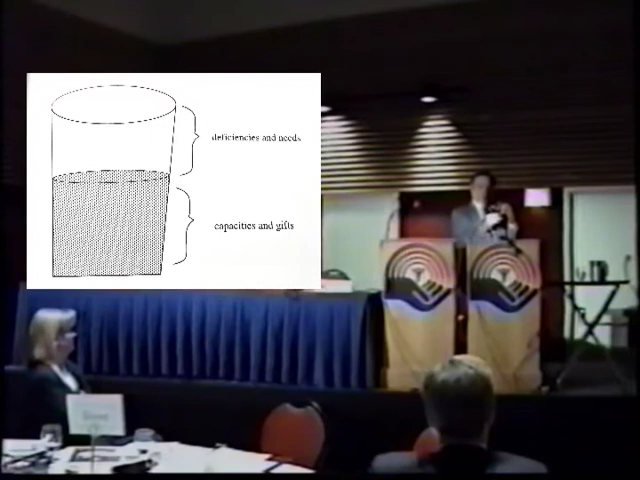 deficiencies and needs
capacities and gifts